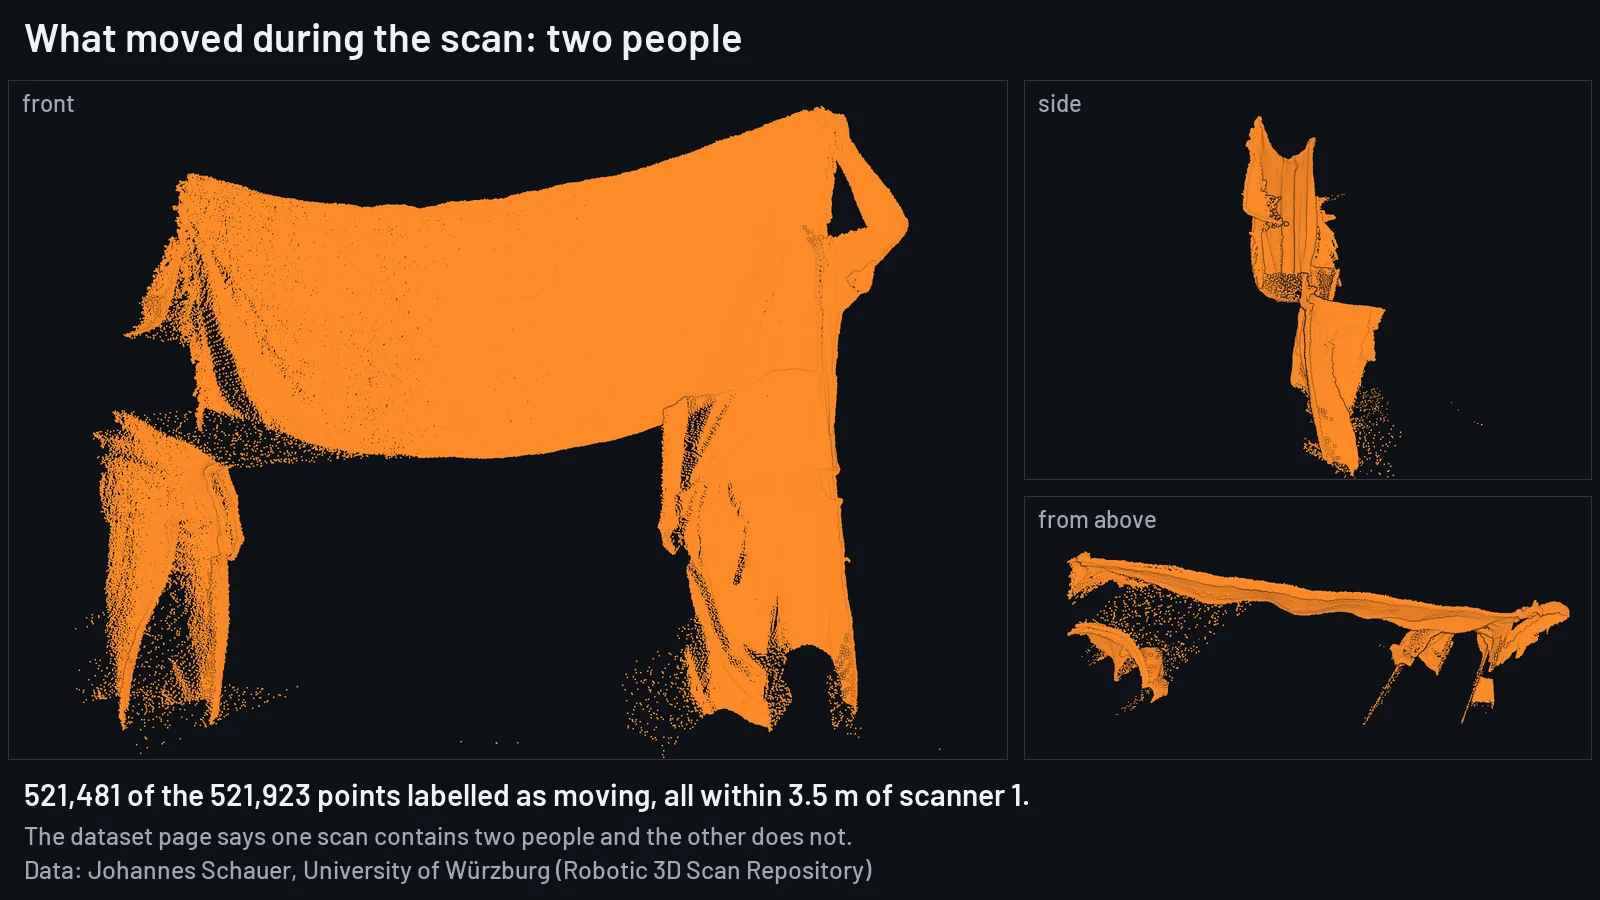 What moved during the scan: two people
front
side
from above
521,481 of the 521,923 points labelled as moving, all within 3.5 m of scanner 1.
The dataset page says one scan contains two people and the other does not.
Data: Johannes Schauer, University of Würzburg (Robotic 3D Scan Repository)